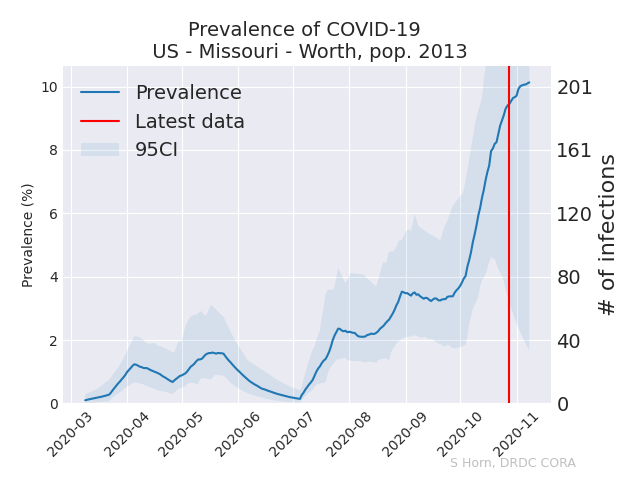 Prevalence of COVID-19
US - Missouri - Worth, pop. 2013
Prevalence
Latest data
95CI
Prevalence (%)
10
8
6
4
2
0
201
161
120
80
40
0
# of infections
2020-03
2020-04
2020-05
2020-06
2020-07
2020-08
2020-09
2020-10
2020-11
S Horn, DRDC CORA